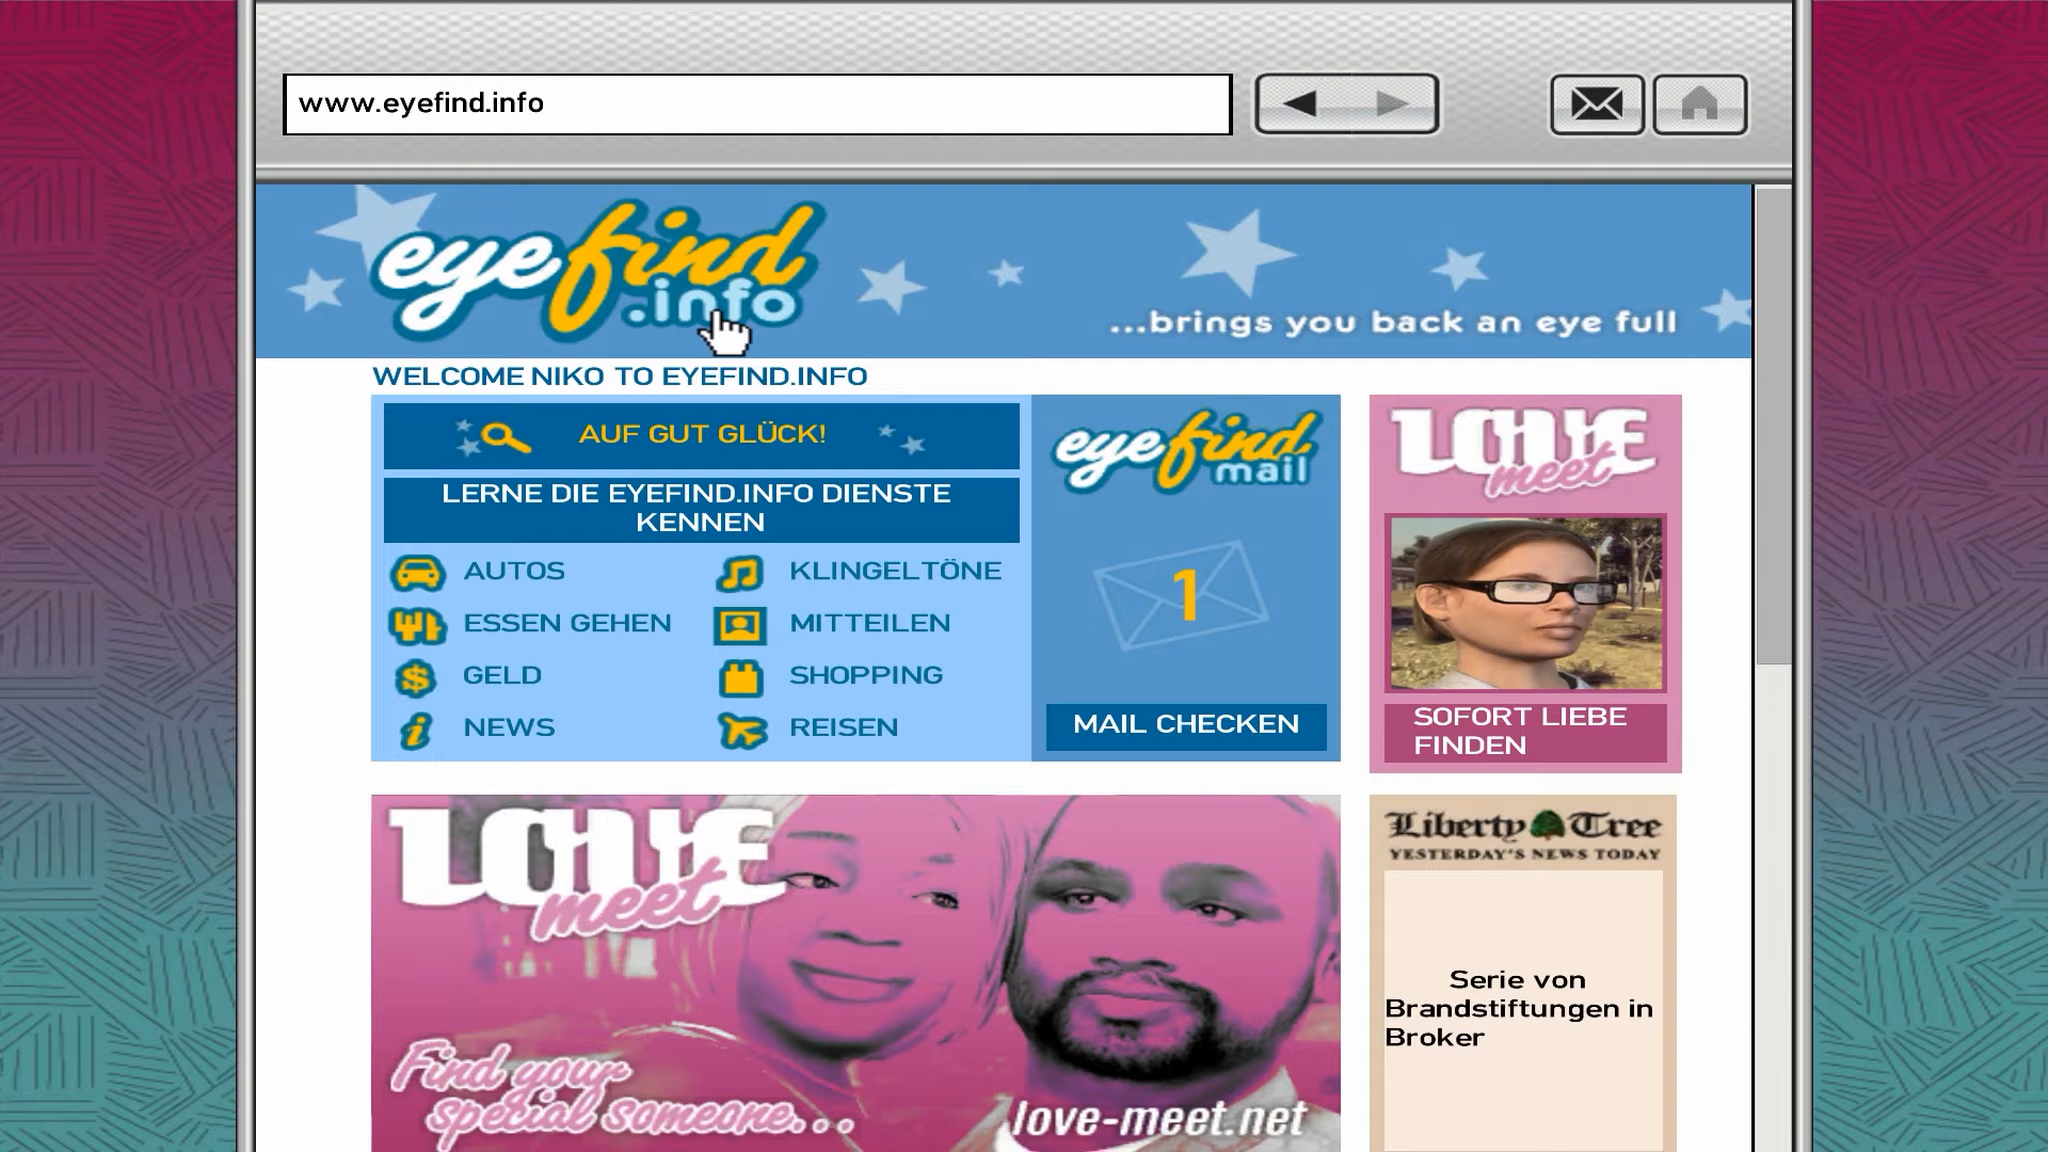 www.eyefind.info
eyefind
.info
...brings you back an eye full
WELCOME NIKO TO EYEFIND.INFO
AUF GUT GLÜCK!
LERNE DIE EYEFIND.INFO DIENSTE
KENNEN
AUTOS
KLINGELTÖNE
ESSEN GEHEN
MITTEILEN
GELD
SHOPPING
NEWS
REISEN
eyefind
mail
1
MAIL CHECKEN
LOVE
meet
SOFORT LIEBE
FINDEN
LOVE
meet
Find your
special someone...
love-meet.net
Liberty Tree
YESTERDAY'S NEWS TODAY
Serie von
Brandstiftungen in
Broker